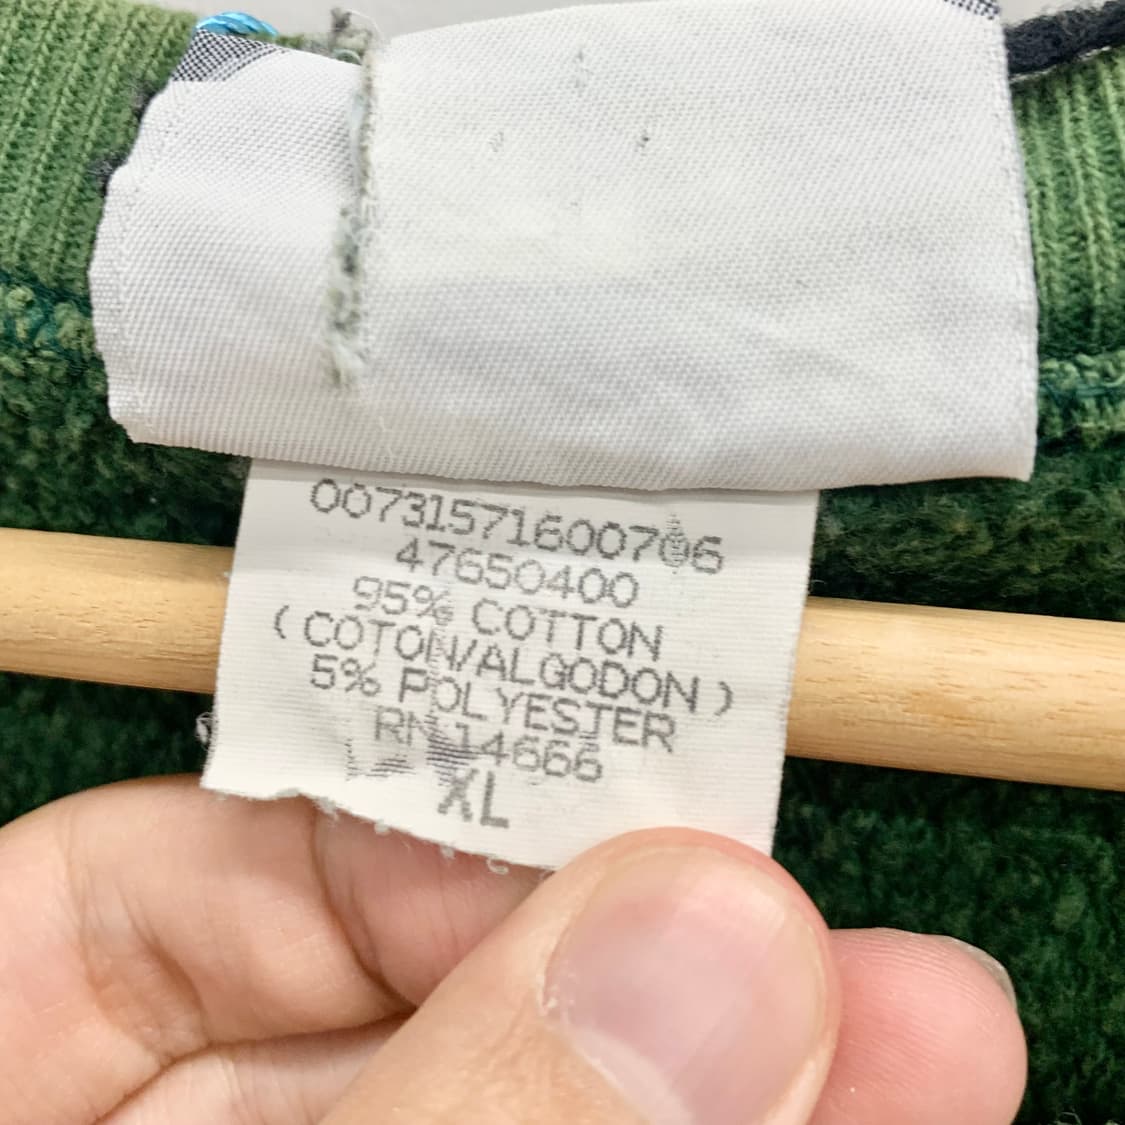 00731571600706
47650400
95% COTTON
(COTON/ALGODON)
5% POLYESTER
RN 14666
XL